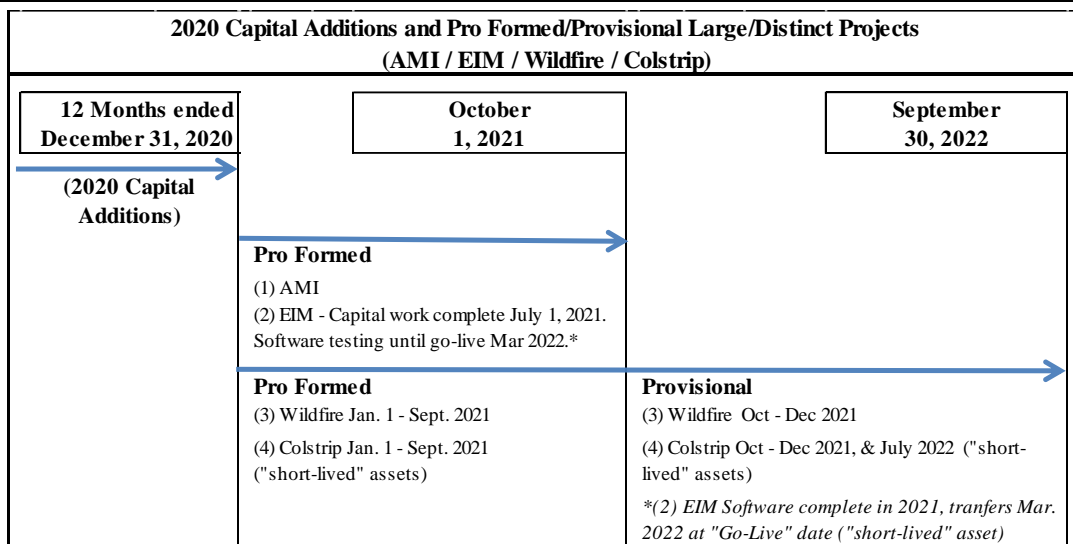 2020 Capital Additions and Pro Formed/Provisional Large/Distinct Projects
(AMI / EIM / Wildfire / Colstrip)
12 Months ended
December 31, 2020
October
1, 2021
September
30, 2022
(2020 Capital
Additions)
Pro Formed
(1) AMI
(2) EIM - Capital work complete July 1, 2021.
Software testing until go-live Mar 2022.*
Pro Formed
(3) Wildfire Jan. 1 - Sept. 2021
(4) Colstrip Jan. 1 - Sept. 2021
("short-lived" assets)
Provisional
(3) Wildfire Oct - Dec 2021
(4) Colstrip Oct - Dec 2021, & July 2022 ("short-
lived" assets)
*(2) EIM Software complete in 2021, tranfers Mar.
2022 at "Go-Live" date ("short-lived" asset)